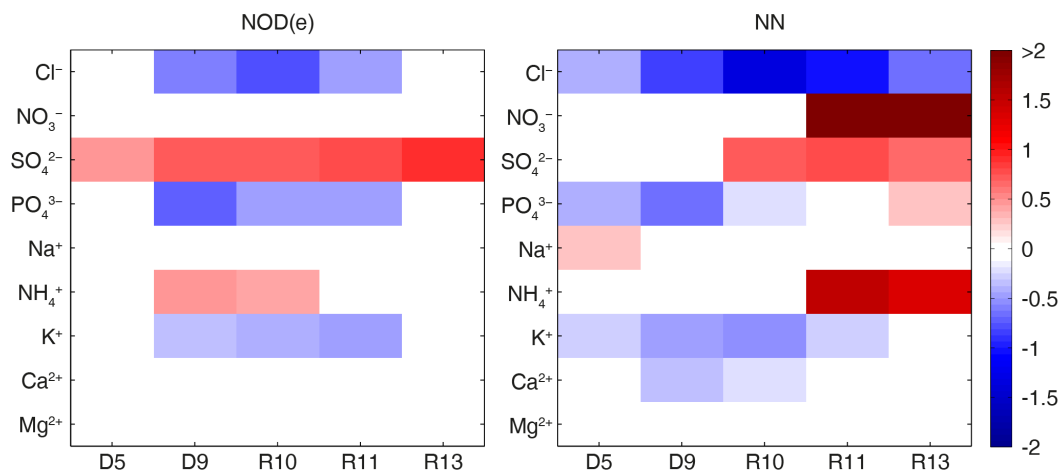 NOD(e)
NN
Cl⁻
NO₃⁻
SO₄²⁻
PO₄³⁻
Na⁺
NH₄⁺
K⁺
Ca²⁺
Mg²⁺
D5 D9 R10 R11 R13
Cl⁻
NO₃⁻
SO₄²⁻
PO₄³⁻
Na⁺
NH₄⁺
K⁺
Ca²⁺
Mg²⁺
D5 D9 R10 R11 R13
>2
1.5
1
0.5
0
-0.5
-1
-1.5
-2